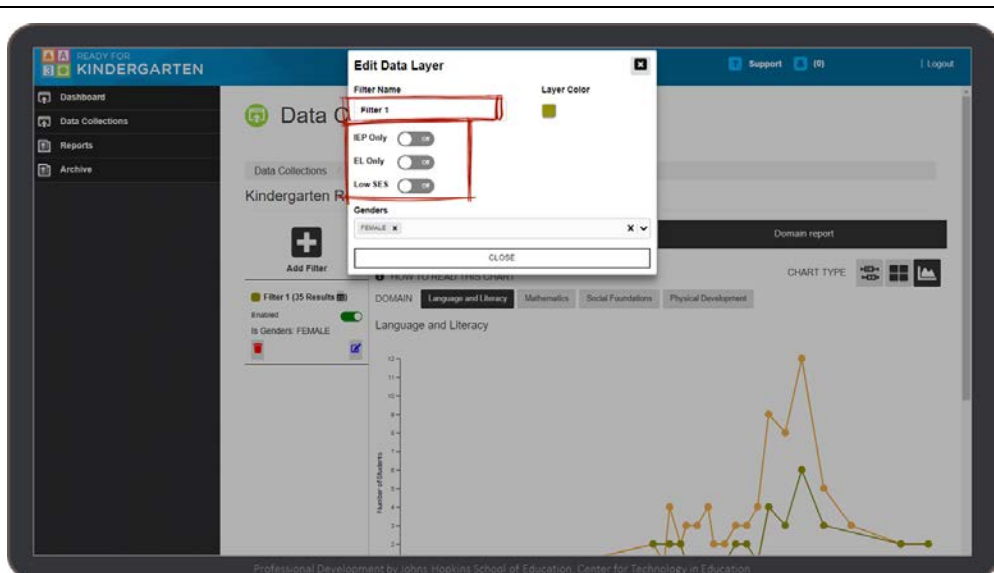 READY FOR
KINDERGARTEN
Support (0) | Logout
Dashboard
Data Collections
Reports
Archive
Edit Data Layer
Filter Name Layer Color
Filter 1
IEP Only Off
EL Only Off
Low SES Off
Genders
FEMALE x
CLOSE
Data C
Data Collections
Kindergarten R
Domain report
Add Filter
CHART TYPE
HOW TO READ THIS CHART
Filter 1 (35 Results)
Enabled
Is Genders: FEMALE
DOMAIN Language and Literacy Mathematics Social Foundations Physical Development
Language and Literacy
Number of Students
12
11
10
9
8
7
6
5
4
3
2
Professional Development by Johns Hopkins School of Education, Center for Technology in Education